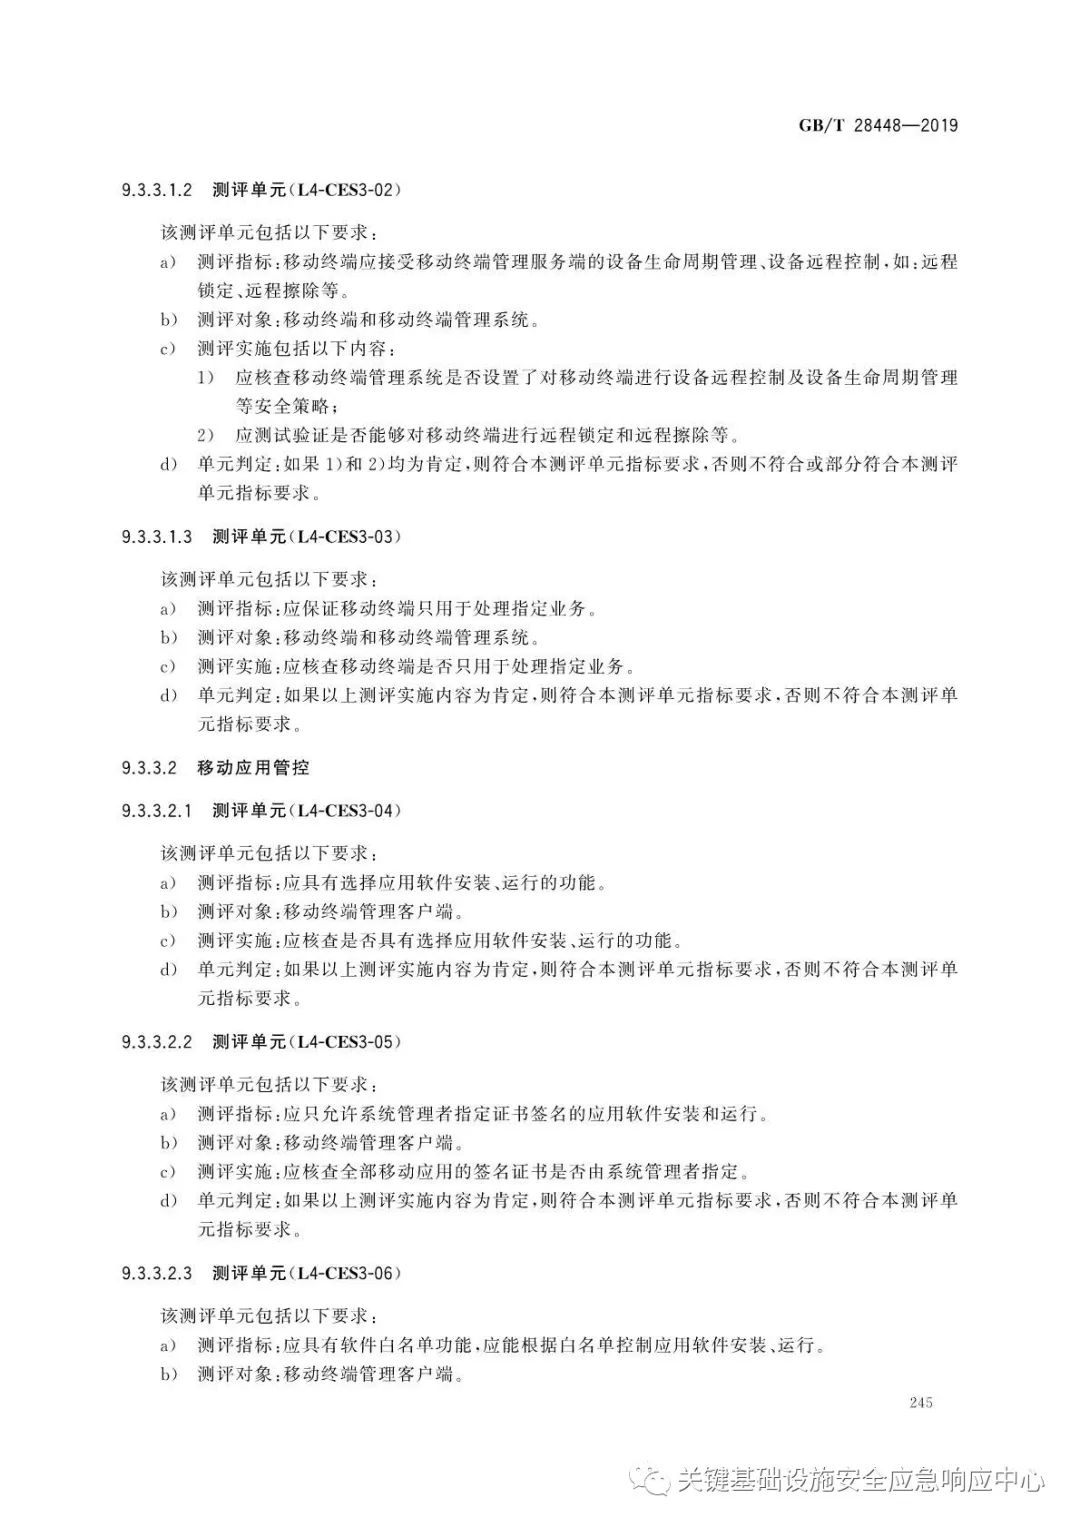 GB/T 28448—2019
9.3.3.1.2 测评单元(L4-CES3-02)
该测评单元包括以下要求:
a) 测评指标:移动终端应接受移动终端管理服务端的设备生命周期管理、设备远程控制,如:远程
锁定、远程擦除等。
b) 测评对象:移动终端和移动终端管理系统。
c) 测评实施包括以下内容:
1) 应核查移动终端管理系统是否设置了对移动终端进行设备远程控制及设备生命周期管理
等安全策略;
2) 应测试验证是否能够对移动终端进行远程锁定和远程擦除等。
d) 单元判定:如果 1)和 2)均为肯定,则符合本测评单元指标要求,否则不符合或部分符合本测评
单元指标要求。
9.3.3.1.3 测评单元(L4-CES3-03)
该测评单元包括以下要求:
a) 测评指标:应保证移动终端只用于处理指定业务。
b) 测评对象:移动终端和移动终端管理系统。
c) 测评实施:应核查移动终端是否只用于处理指定业务。
d) 单元判定:如果以上测评实施内容为肯定,则符合本测评单元指标要求,否则不符合本测评单
元指标要求。
9.3.3.2 移动应用管控
9.3.3.2.1 测评单元(L4-CES3-04)
该测评单元包括以下要求:
a) 测评指标:应具有选择应用软件安装、运行的功能。
b) 测评对象:移动终端管理客户端。
c) 测评实施:应核查是否具有选择应用软件安装、运行的功能。
d) 单元判定:如果以上测评实施内容为肯定,则符合本测评单元指标要求,否则不符合本测评单
元指标要求。
9.3.3.2.2 测评单元(L4-CES3-05)
该测评单元包括以下要求:
a) 测评指标:应只允许系统管理者指定证书签名的应用软件安装和运行。
b) 测评对象:移动终端管理客户端。
c) 测评实施:应核查全部移动应用的签名证书是否由系统管理者指定。
d) 单元判定:如果以上测评实施内容为肯定,则符合本测评单元指标要求,否则不符合本测评单
元指标要求。
9.3.3.2.3 测评单元(L4-CES3-06)
该测评单元包括以下要求:
a) 测评指标:应具有软件白名单功能,应能根据白名单控制应用软件安装、运行。
b) 测评对象:移动终端管理客户端。
245
关键基础设施安全应急响应中心